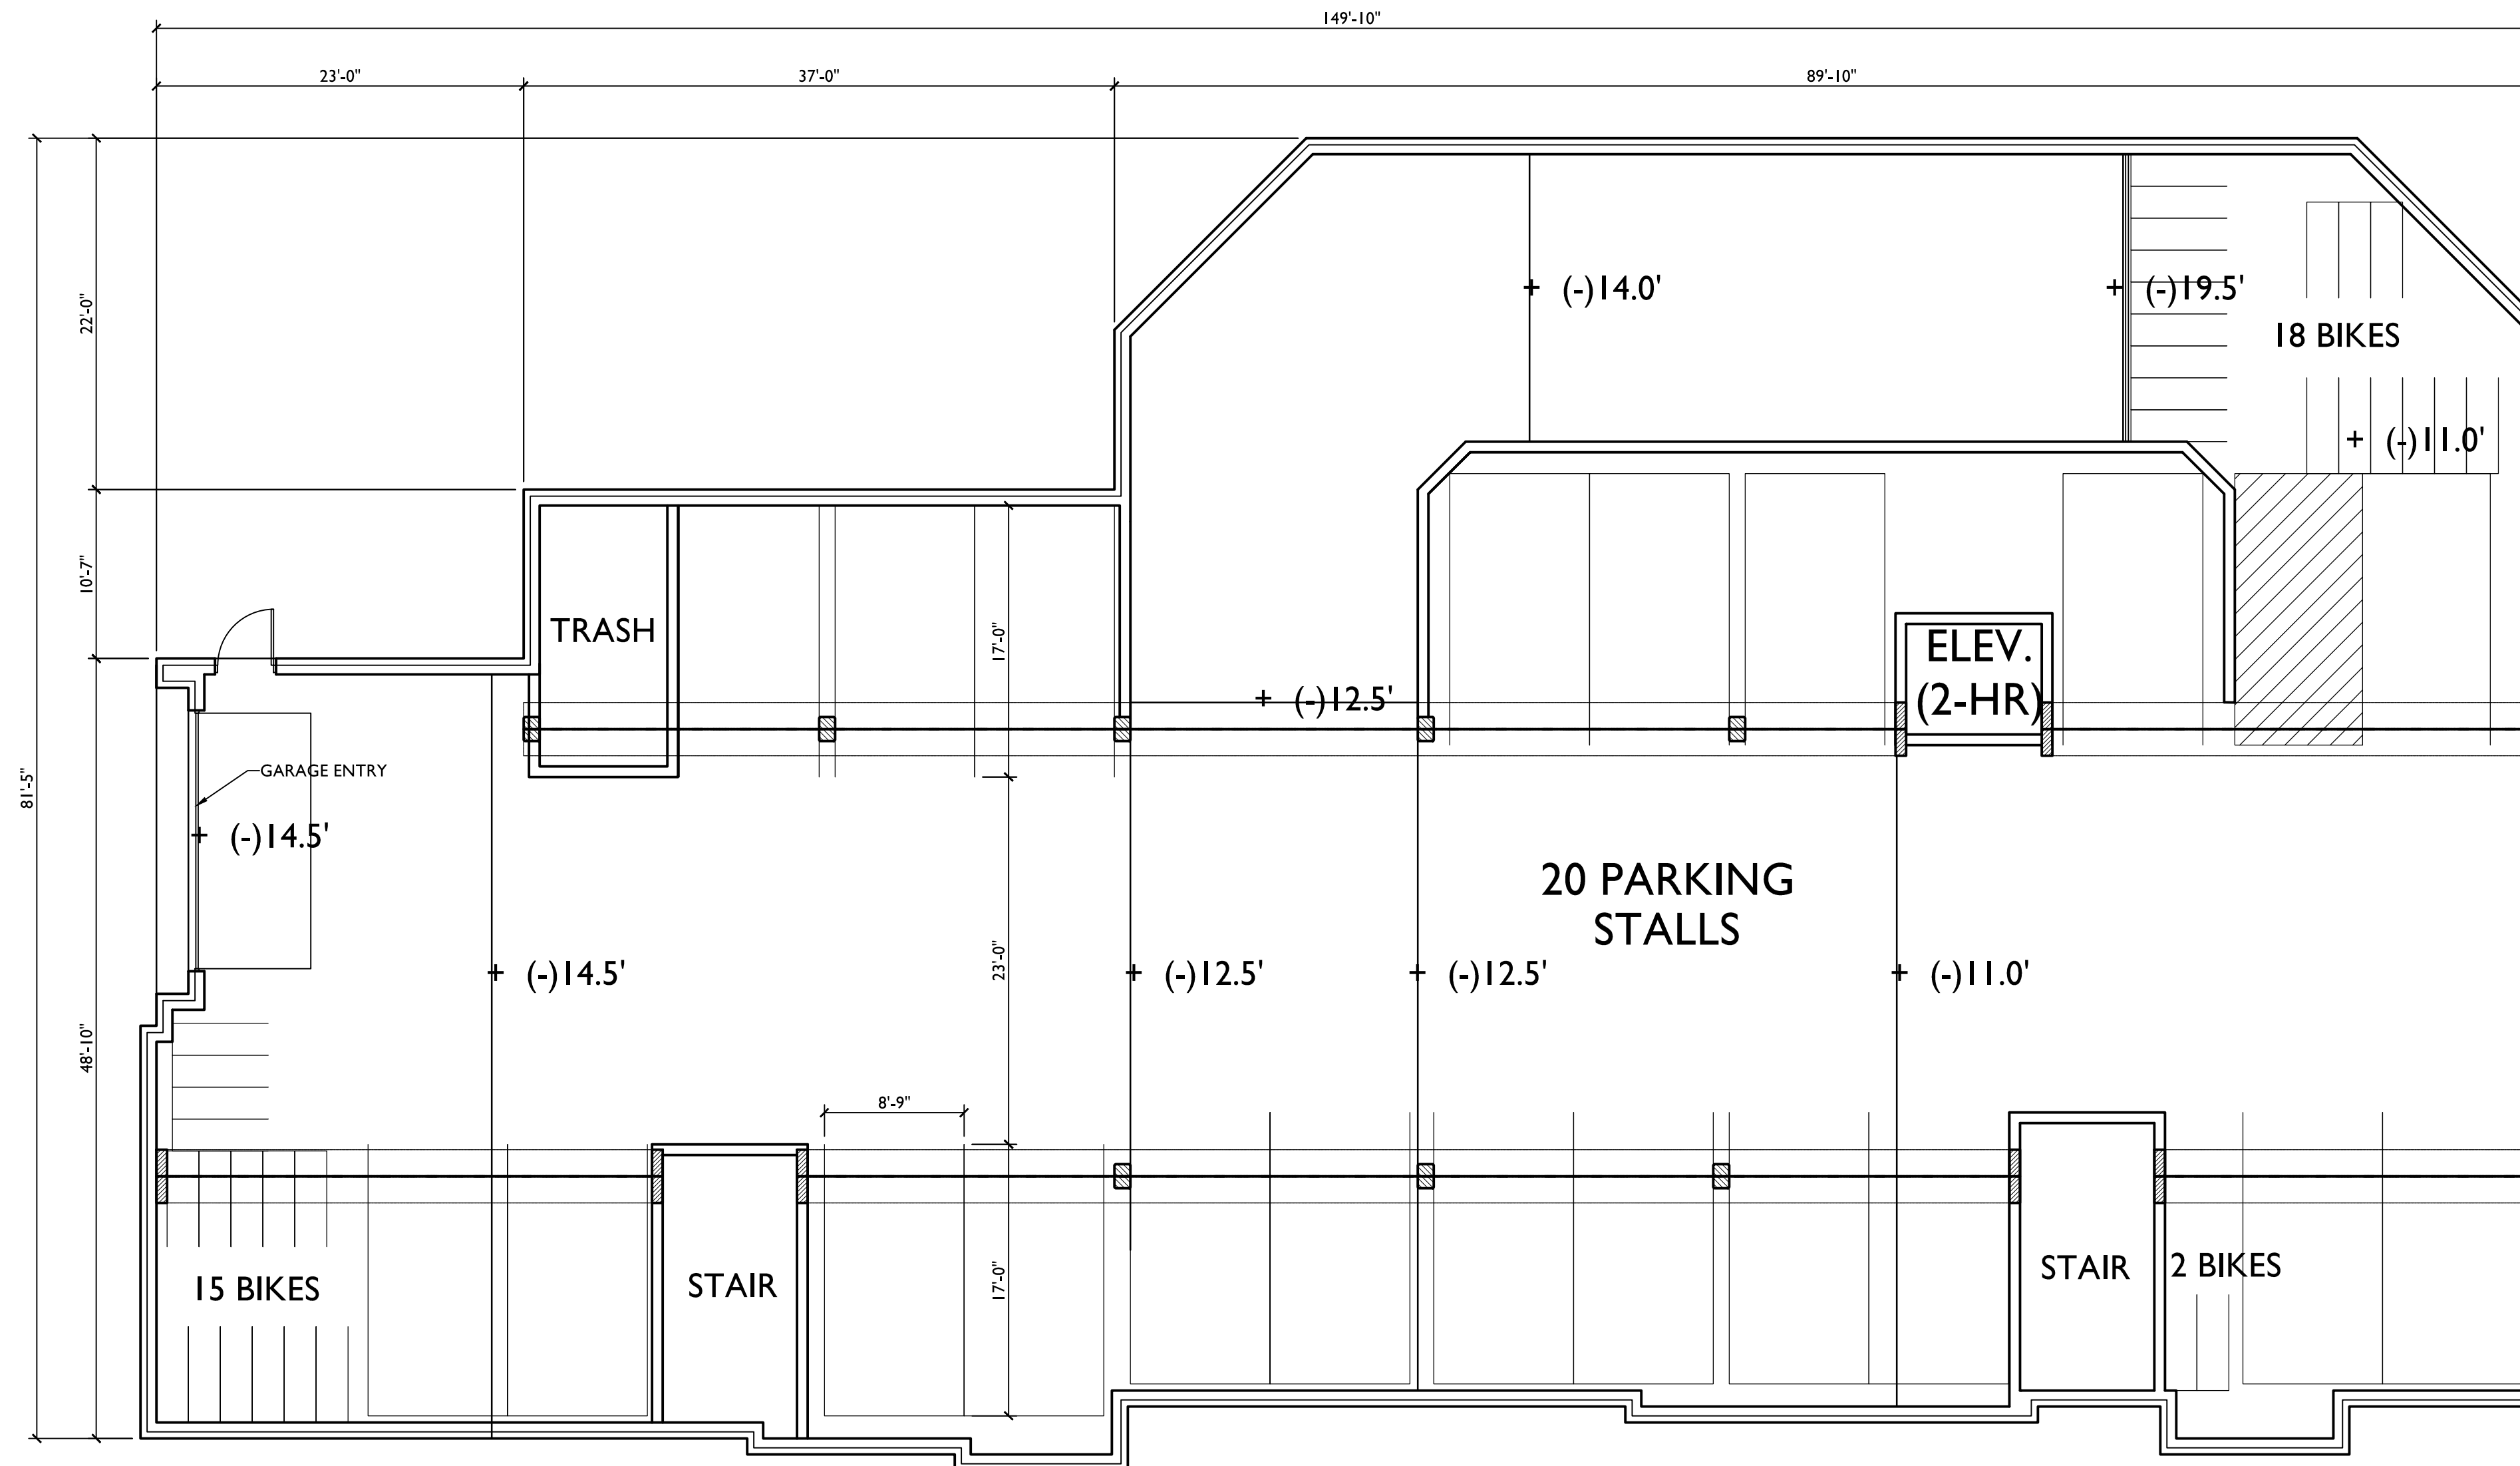 149'-10"
23'-0"
37'-0"
89'-10"
22'-0"
(-)14.0'
(-)19.5'
18 BIKES
(-)11.0'
10'-7"
TRASH
17'-0"
ELEV.
(2-HR)
(-)12.5'
81'-5"
GARAGE ENTRY
(-)14.5'
20 PARKING
STALLS
(-)14.5'
23'-0"
(-)12.5'
(-)12.5'
(-)11.0'
48'-10"
8'-9"
15 BIKES
STAIR
17'-0"
STAIR
2 BIKES